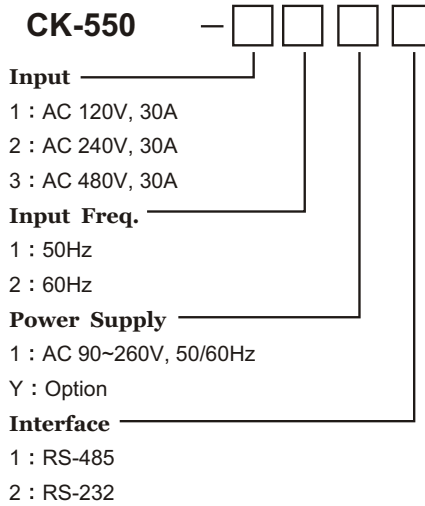 CK-550 –
Input
1：AC 120V, 30A
2：AC 240V, 30A
3：AC 480V, 30A
Input Freq.
1：50Hz
2：60Hz
Power Supply
1：AC 90~260V, 50/60Hz
Y：Option
Interface
1：RS-485
2：RS-232